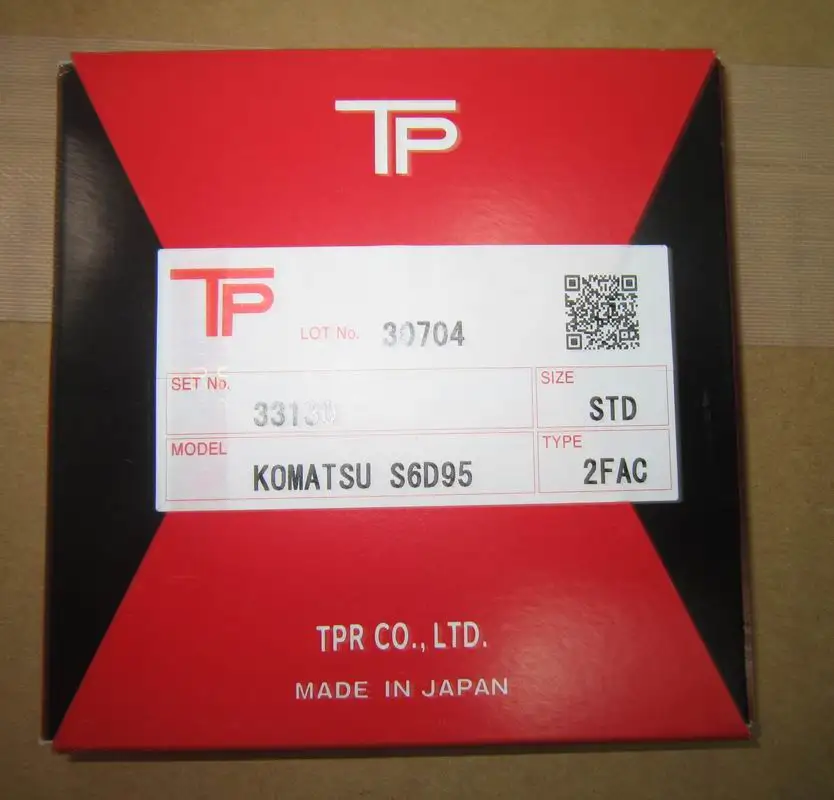 TP
TP
LOT No. 30704
SET No.
SIZE
STD
MODEL
KOMATSU S6D95
TYPE
2FAC
TPR CO., LTD.
MADE IN JAPAN